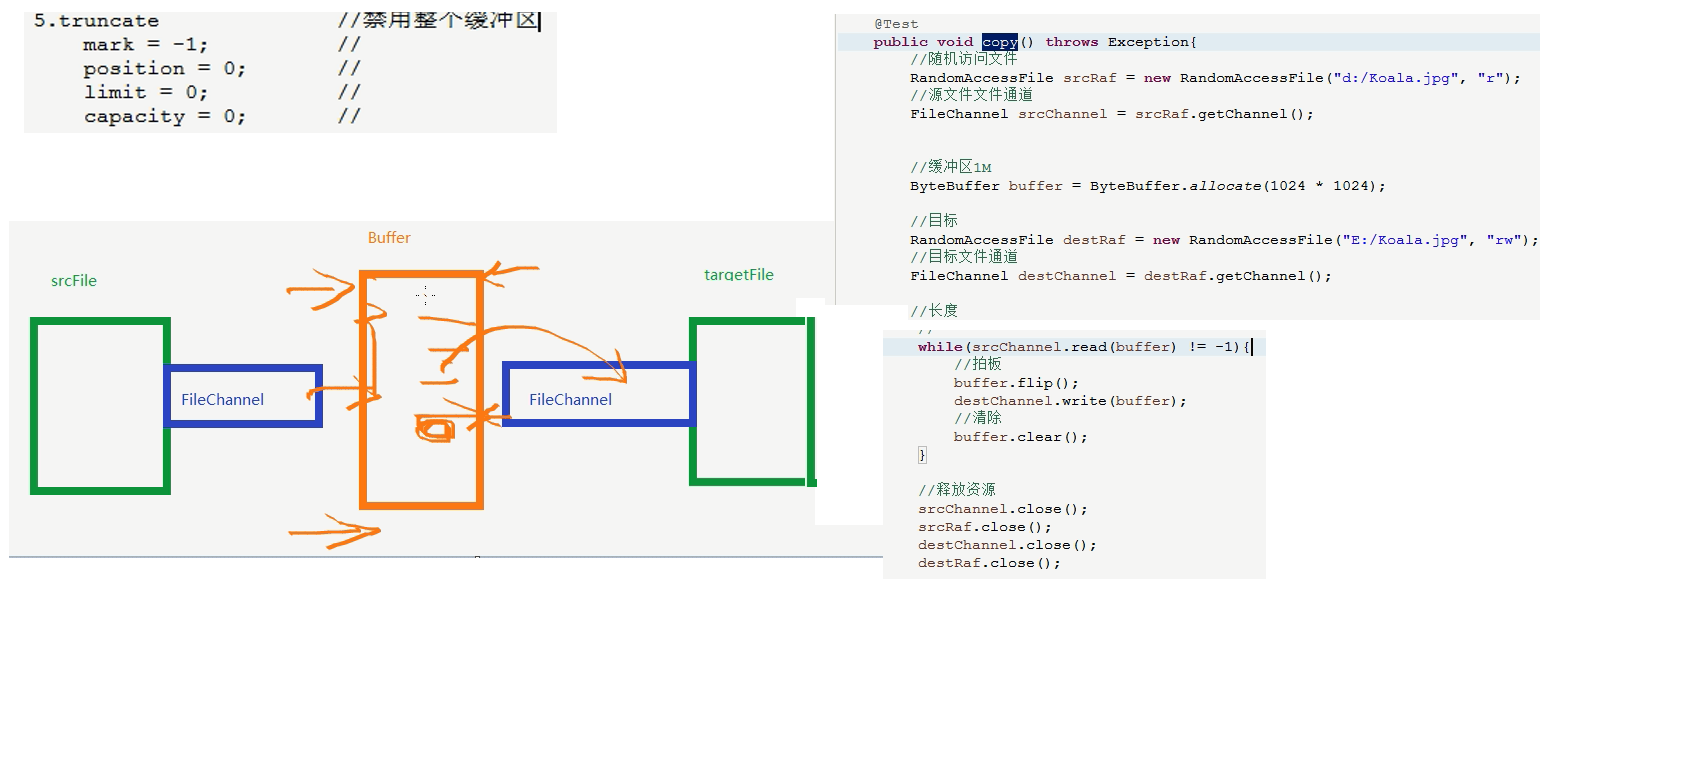 5.truncate //禁用整个缓冲区
mark = -1; //
position = 0; //
limit = 0; //
capacity = 0; //
Buffer
srcFile
targetFile
FileChannel
FileChannel
@Test
public void copy() throws Exception{
//随机访问文件
RandomAccessFile srcRaf = new RandomAccessFile("d:/Koala.jpg", "r");
//源文件文件通道
FileChannel srcChannel = srcRaf.getChannel();
//缓冲区1M
ByteBuffer buffer = ByteBuffer.allocate(1024 * 1024);
//目标
RandomAccessFile destRaf = new RandomAccessFile("E:/Koala.jpg", "rw");
//目标文件通道
FileChannel destChannel = destRaf.getChannel();
//长度
//
while(srcChannel.read(buffer) != -1){
//拍板
buffer.flip();
destChannel.write(buffer);
//清除
buffer.clear();
}
//释放资源
srcChannel.close();
srcRaf.close();
destChannel.close();
destRaf.close();